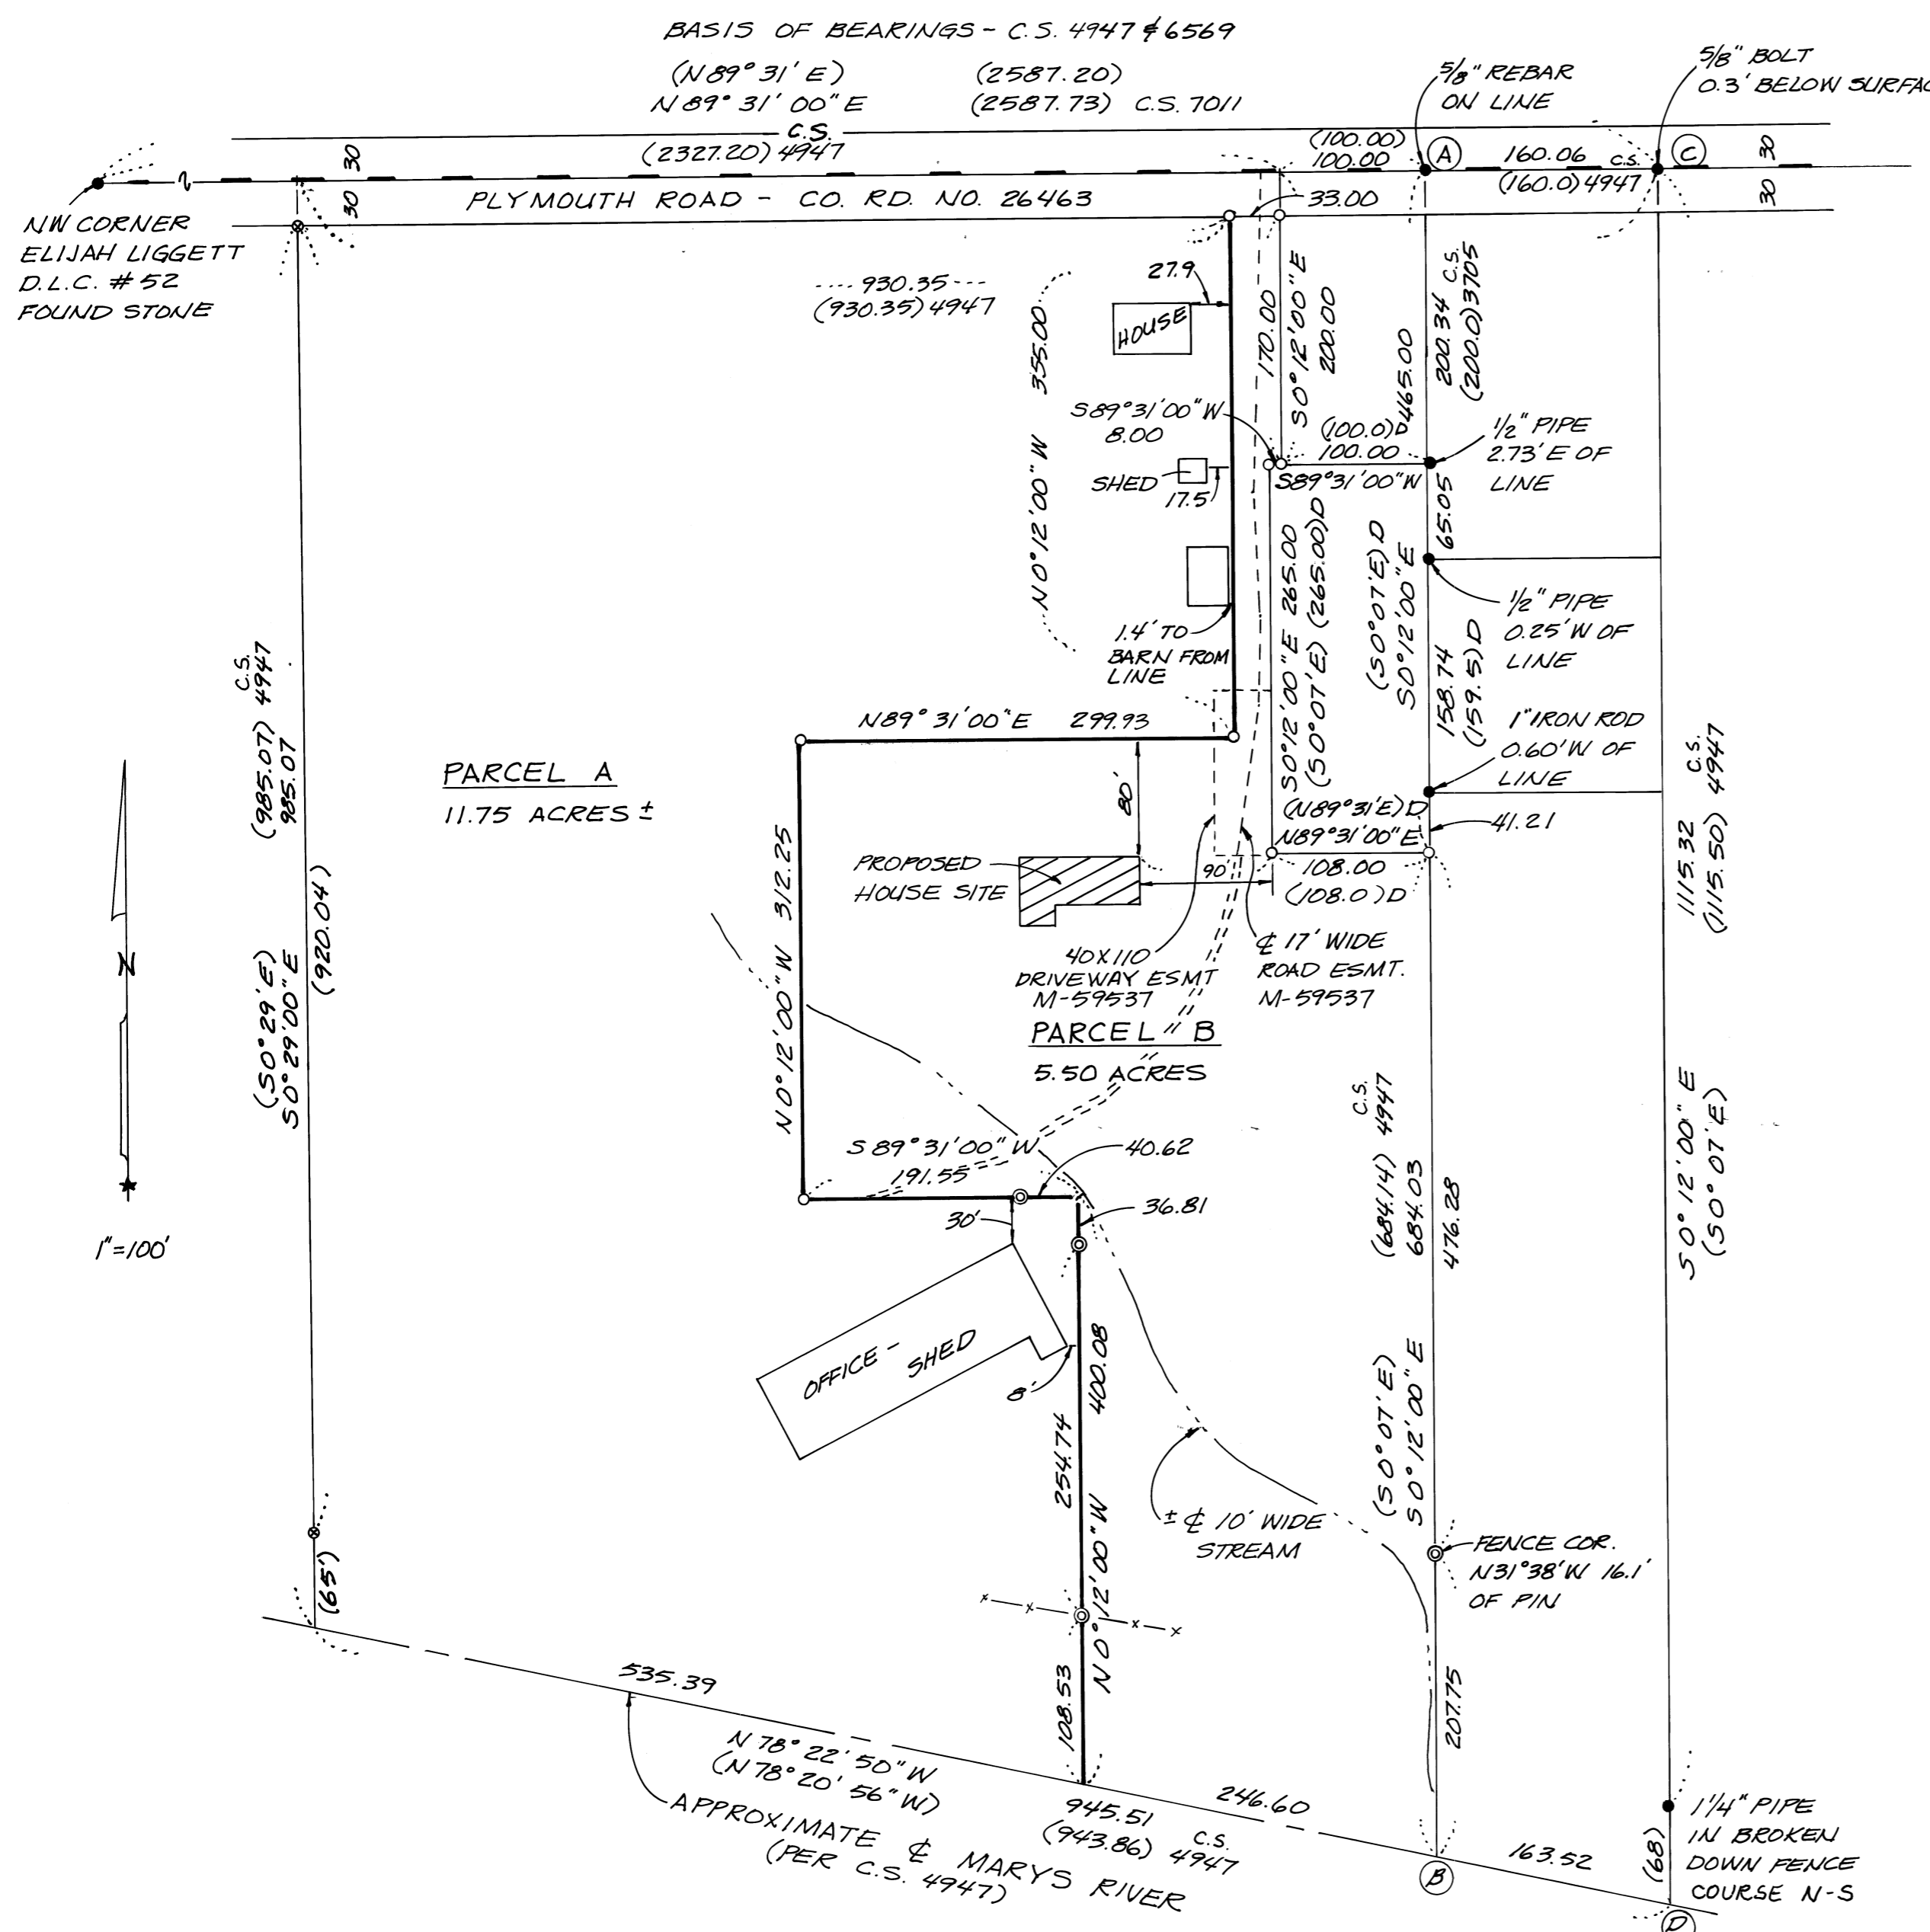 BASIS OF BEARINGS - C.S. 4947 & 6569
(N89°31'E) (2587.20)
N89°31'00"E (2587.73) C.S. 7011
5/8" REBAR
ON LINE
5/8" BOLT
0.3' BELOW SURFAC
C.S.
(2327.20) 4947
(100.00)
100.00
A
160.06 C.S.
(160.0) 4947
C
30
30
30
30
PLYMOUTH ROAD - CO. RD. NO. 26463
33.00
NW CORNER
ELIJAH LIGGETT
D.L.C. # 52
FOUND STONE
930.35
(930.35) 4947
27.9
HOUSE
N0°12'00"W 355.00
170.00
S0°12'00"E
200.00
465.00
200.34 C.S.
(200.0) 3705
S89°31'00"W
8.00
(100.0)D
100.00
S89°31'00"W
1/2" PIPE
2.73' E OF
LINE
SHED
17.5
65.05
S0°12'00"E 265.00
(S0°07'E) (265.00)D
(S0°07'E)D
S0°12'00"E
1/2" PIPE
0.25' W OF
LINE
1.4' TO
BARN FROM
LINE
158.74
(159.5)D
1" IRON ROD
0.60' W OF
LINE
N89°31'00"E 299.93
C.S.
(985.07) 4947
985.07
PARCEL A
11.75 ACRES ±
80'
(N89°31'E)D
N89°31'00"E
41.21
108.00
(108.0)D
90'
PROPOSED
HOUSE SITE
N0°12'00"W 312.25
1115.32 C.S.
(1115.50) 4947
(920.04)
(S0°29'E)
S0°29'00"E
N
1"=100'
40X110
DRIVEWAY ESMT
M-59537
℄ 17' WIDE
ROAD ESMT.
M-59537
PARCEL B
5.50 ACRES
S89°31'00"W
191.55
40.62
36.81
30'
C.S.
(684.14) 4947
684.03
476.28
S0°12'00"E
(S0°07'E)
OFFICE - SHED
8'
400.08
254.74
N0°12'00"W
(S0°07'E)
S0°12'00"E
± ℄ 10' WIDE
STREAM
FENCE COR.
N31°38'W 16.1'
OF PIN
(65')
108.53
207.75
535.39
N78°22'50"W
(N78°20'56"W)
APPROXIMATE ℄ MARYS RIVER
(PER C.S. 4947)
945.51
(943.86) C.S. 4947
246.60
B
163.52
(68)
D
1 1/4" PIPE
IN BROKEN
DOWN FENCE
COURSE N-S